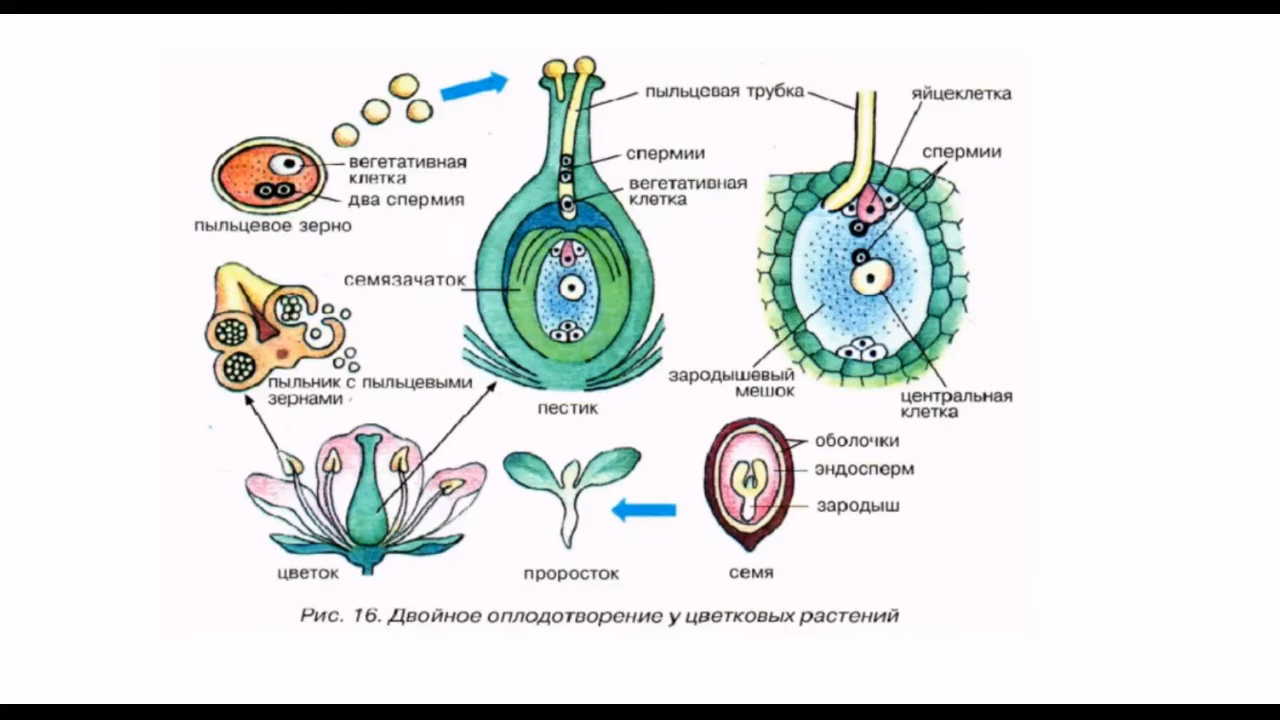 пыльцевая трубка
яйцеклетка
вегетативная
клетка
два спермия
пыльцевое зерно
спермии
вегетативная
клетка
спермии
семязачаток
пыльник с пыльцевыми
зернами
пестик
зародышевый
мешок
центральная
клетка
оболочки
эндосперм
зародыш
цветок
проросток
семя
Рис. 16. Двойное оплодотворение у цветковых растений